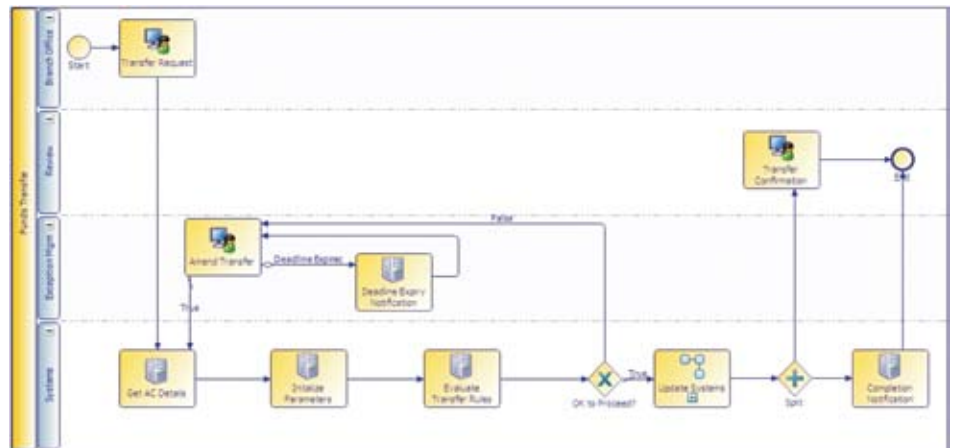 Funds Transfer
Branch Office
Start
Transfer Request
Review
Transfer
Confirmation
End
Exception Mgm
Amend Transfer
Deadline Expires
Deadline Expiry
Notification
False
True
Systems
Get AC Details
Initialize
Parameters
Evaluate
Transfer Rules
OK to Proceed?
True
Update Systems
Split
Completion
Notification